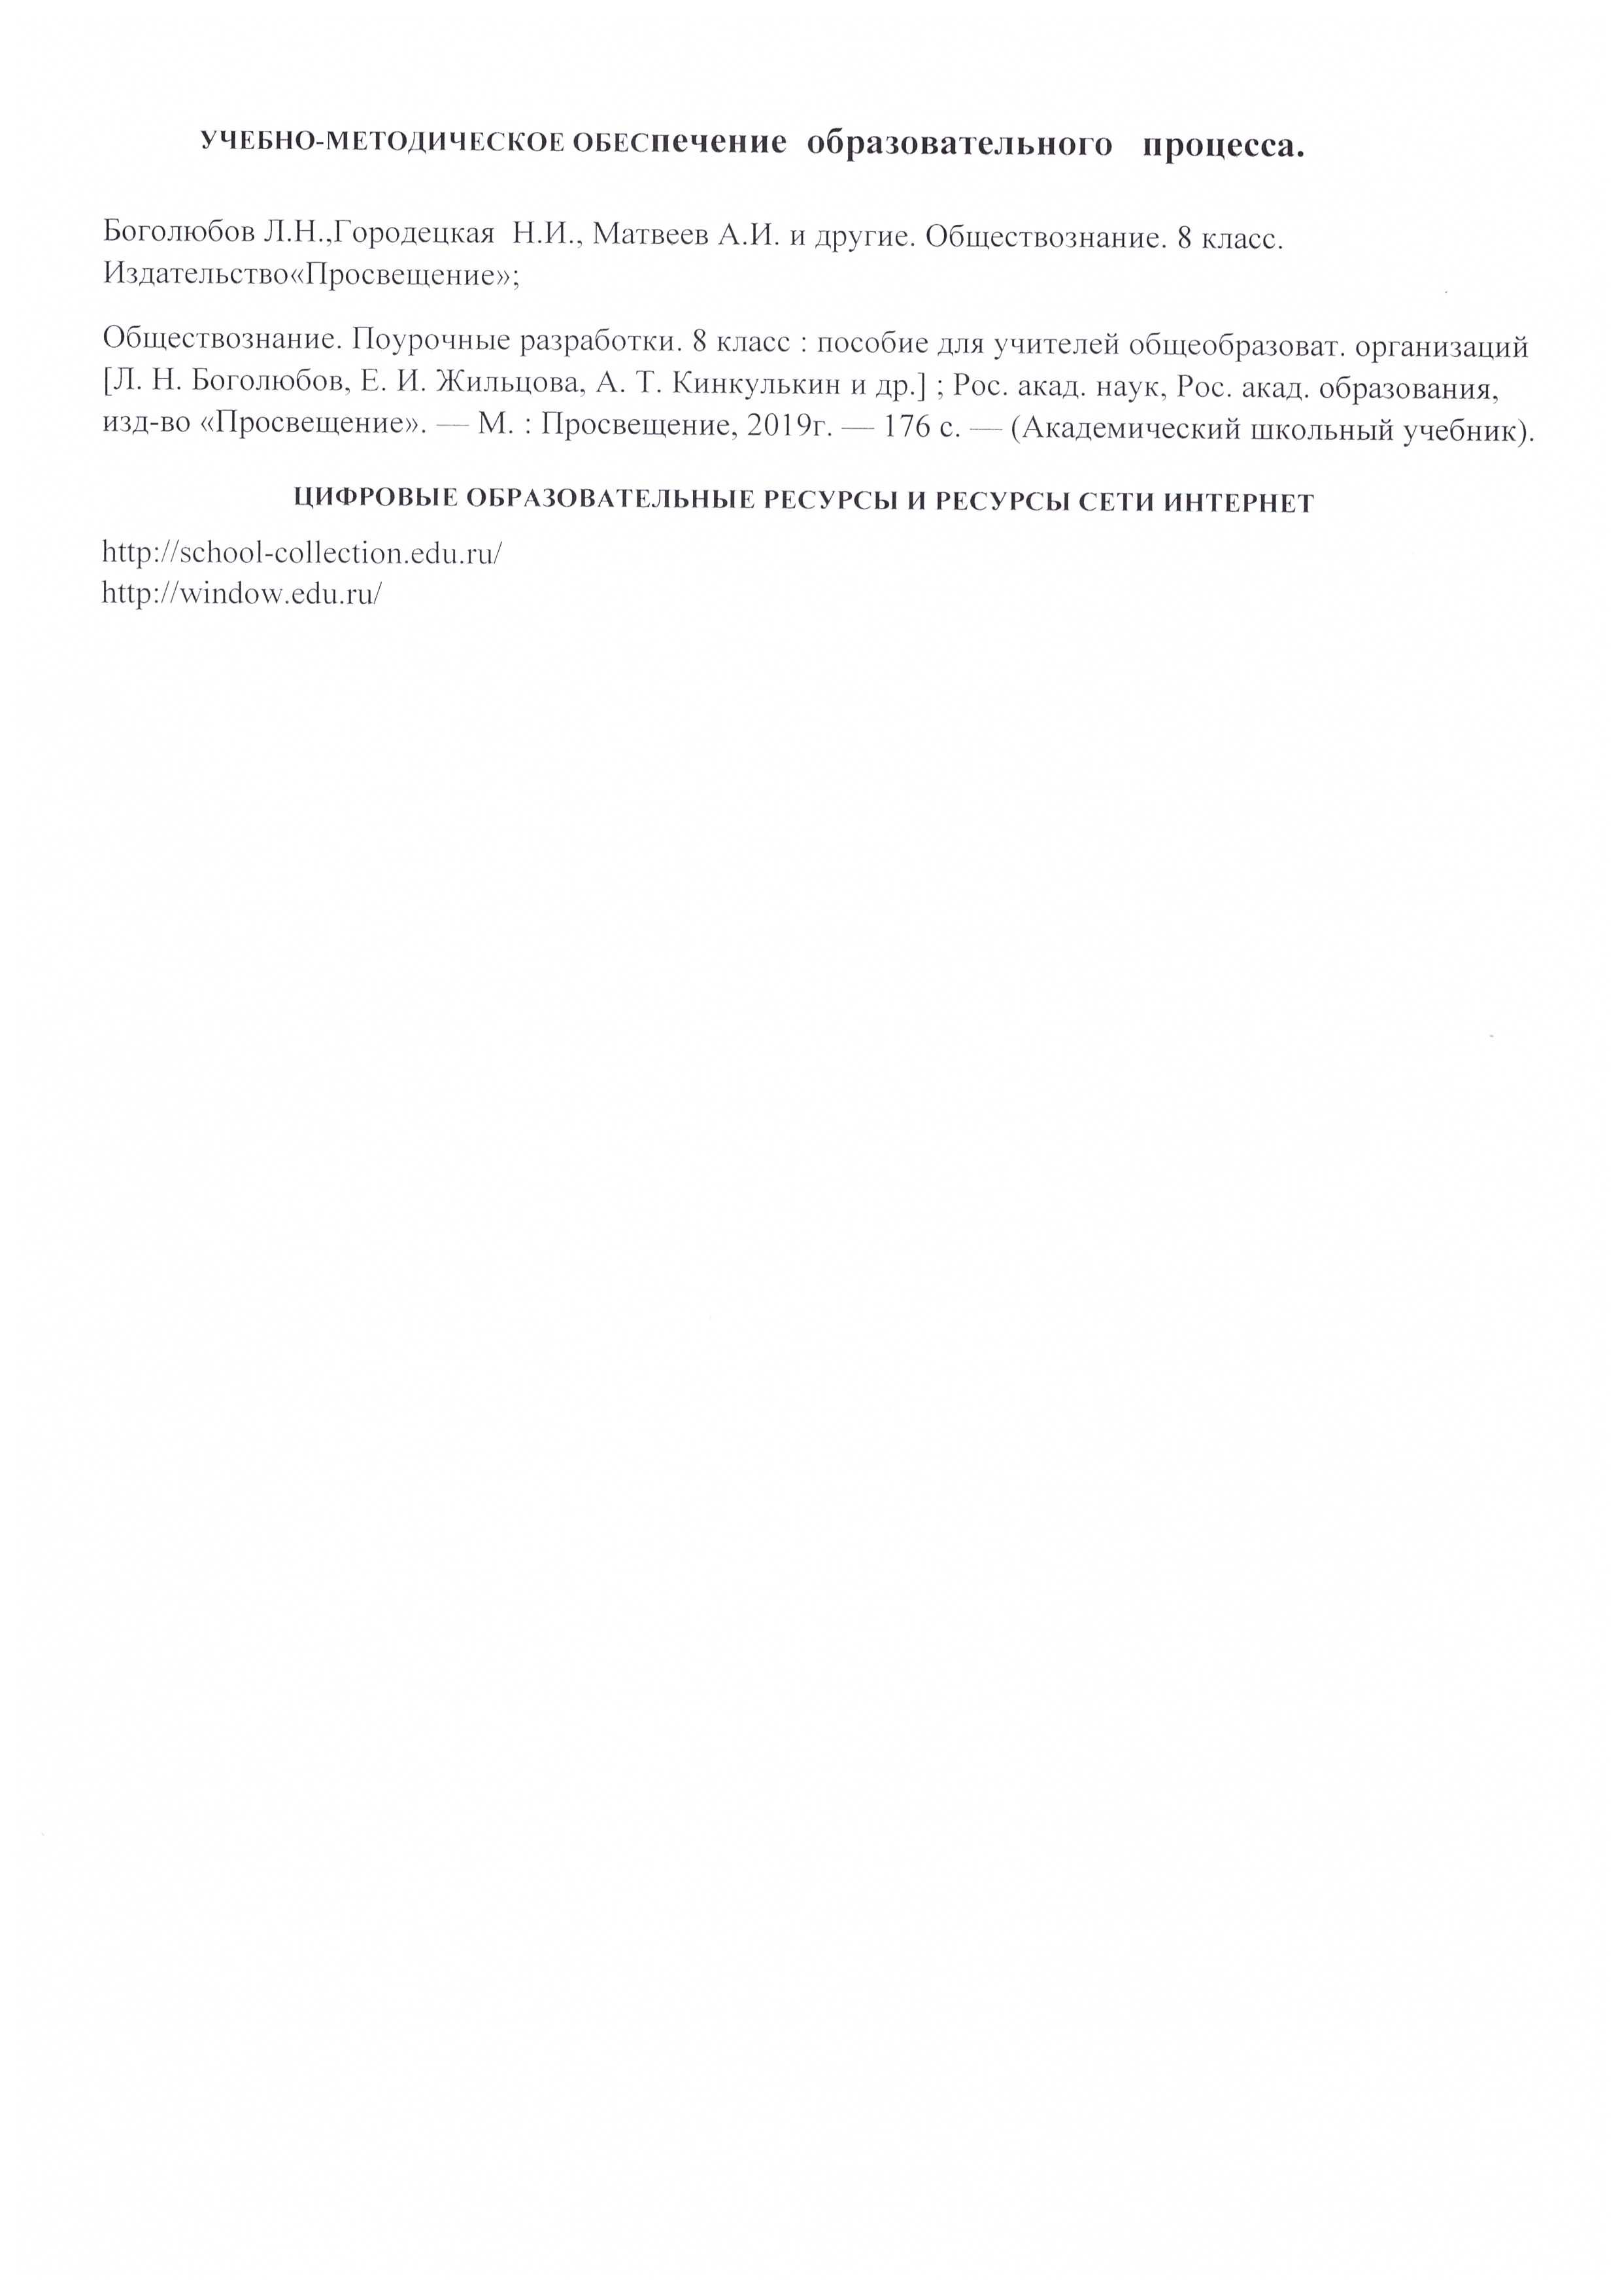 УЧЕБНО-МЕТОДИЧЕСКОЕ ОБЕСпечение образовательного процесса.
Боголюбов Л.Н.,Городецкая Н.И., Матвеев А.И. и другие. Обществознание. 8 класс.
Издательство«Просвещение»;
Обществознание. Поурочные разработки. 8 класс : пособие для учителей общеобразоват. организаций
[Л. Н. Боголюбов, Е. И. Жильцова, А. Т. Кинкулькин и др.] ; Рос. акад. наук, Рос. акад. образования,
изд-во «Просвещение». — М. : Просвещение, 2019г. — 176 с. — (Академический школьный учебник).
ЦИФРОВЫЕ ОБРАЗОВАТЕЛЬНЫЕ РЕСУРСЫ И РЕСУРСЫ СЕТИ ИНТЕРНЕТ
http://school-collection.edu.ru/
http://window.edu.ru/